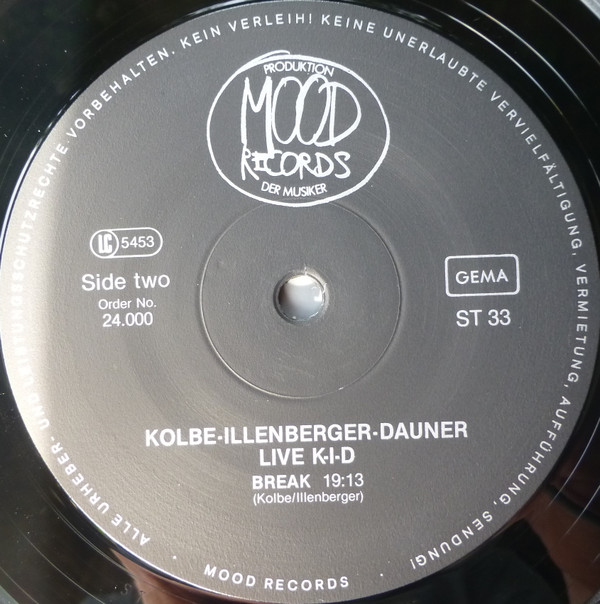 ALLE URHEBER- UND LEISTUNGSSCHUTZRECHTE VORBEHALTEN. KEIN VERLEIH! KEINE UNERLAUBTE VERVIELFÄLTIGUNG, VERMIETUNG, AUFFÜHRUNG, SENDUNG!
PRODUKTION
MOOD
RECORDS
DER MUSIKER
LC 5453
GEMA
Side two
Order No.
24.000
ST 33
KOLBE-ILLENBERGER-DAUNER
LIVE K-I-D
BREAK 19:13
(Kolbe/Illenberger)
· MOOD RECORDS ·